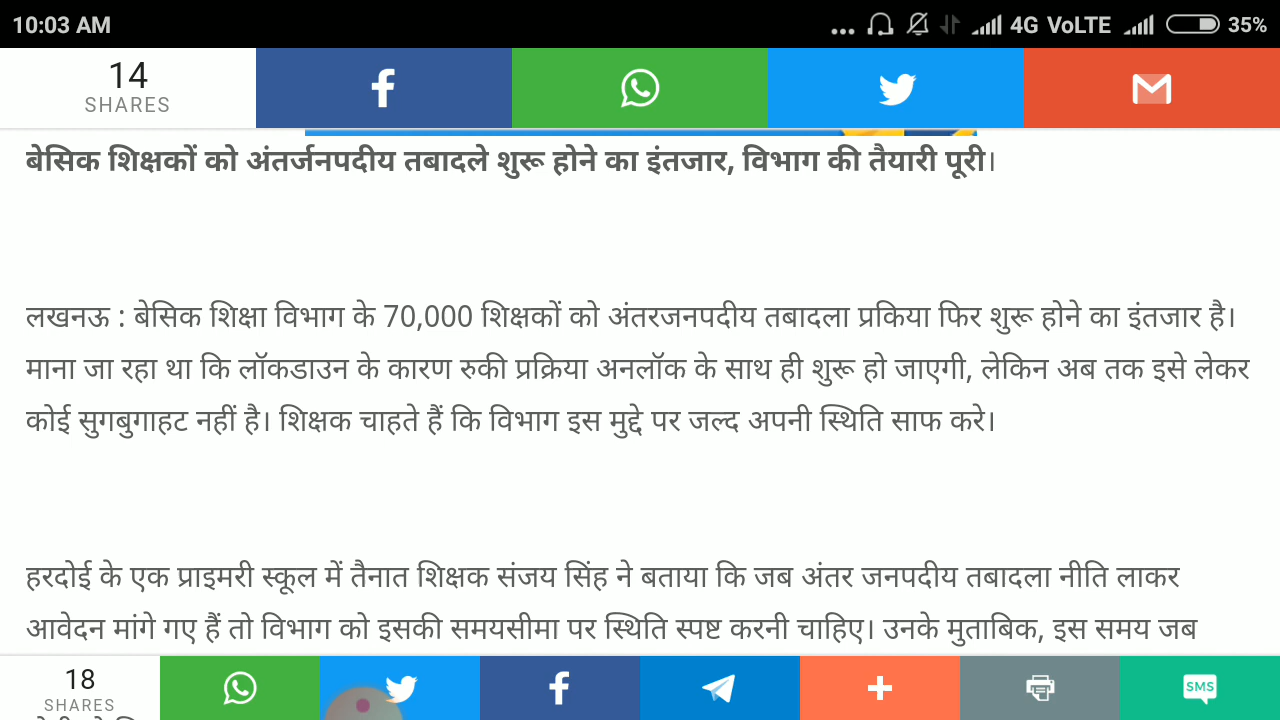 10:03 AM
4G VoLTE 35%
14
SHARES
बेसिक शिक्षकों को अंतर्जनपदीय तबादले शुरू होने का इंतजार, विभाग की तैयारी पूरी।
लखनऊ : बेसिक शिक्षा विभाग के 70,000 शिक्षकों को अंतरजनपदीय तबादला प्रकिया फिर शुरू होने का इंतजार है।
माना जा रहा था कि लॉकडाउन के कारण रुकी प्रक्रिया अनलॉक के साथ ही शुरू हो जाएगी, लेकिन अब तक इसे लेकर
कोई सुगबुगाहट नहीं है। शिक्षक चाहते हैं कि विभाग इस मुद्दे पर जल्द अपनी स्थिति साफ करे।
हरदोई के एक प्राइमरी स्कूल में तैनात शिक्षक संजय सिंह ने बताया कि जब अंतर जनपदीय तबादला नीति लाकर
आवेदन मांगे गए हैं तो विभाग को इसकी समयसीमा पर स्थिति स्पष्ट करनी चाहिए। उनके मुताबिक, इस समय जब
18
SHARES
SMS